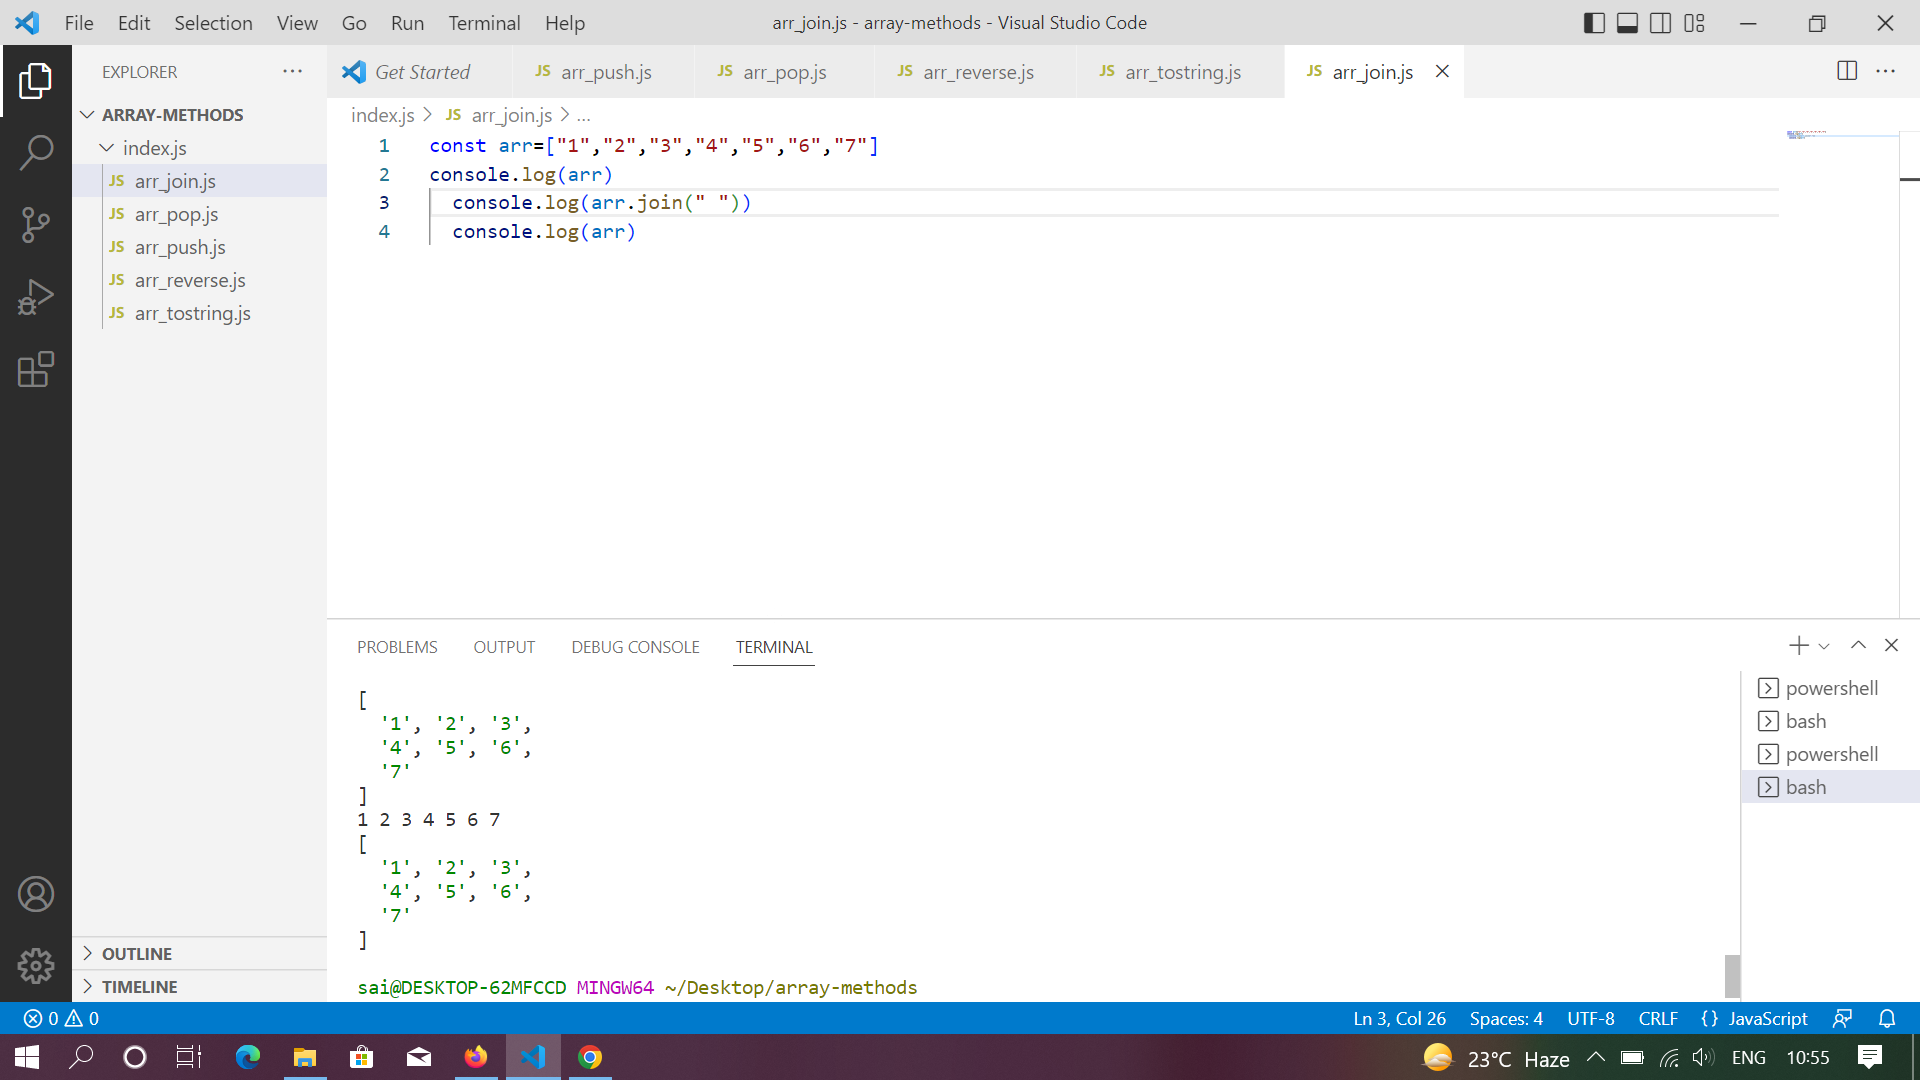 File Edit Selection View Go Run Terminal Help arr_join.js - array-methods - Visual Studio Code
EXPLORER ...
Get Started JS arr_push.js JS arr_pop.js JS arr_reverse.js JS arr_tostring.js JS arr_join.js
ARRAY-METHODS
index.js
JS arr_join.js
JS arr_pop.js
JS arr_push.js
JS arr_reverse.js
JS arr_tostring.js
OUTLINE
TIMELINE
index.js > JS arr_join.js > ...
1 const arr=["1","2","3","4","5","6","7"]
2 console.log(arr)
3 console.log(arr.join(" "))
4 console.log(arr)
PROBLEMS OUTPUT DEBUG CONSOLE TERMINAL
[
'1', '2', '3',
'4', '5', '6',
'7'
]
1 2 3 4 5 6 7
[
'1', '2', '3',
'4', '5', '6',
'7'
]
sai@DESKTOP-62MFCCD MINGW64 ~/Desktop/array-methods
powershell
bash
powershell
bash
0 0 Ln 3, Col 26 Spaces: 4 UTF-8 CRLF {} JavaScript
23°C Haze ENG 10:55